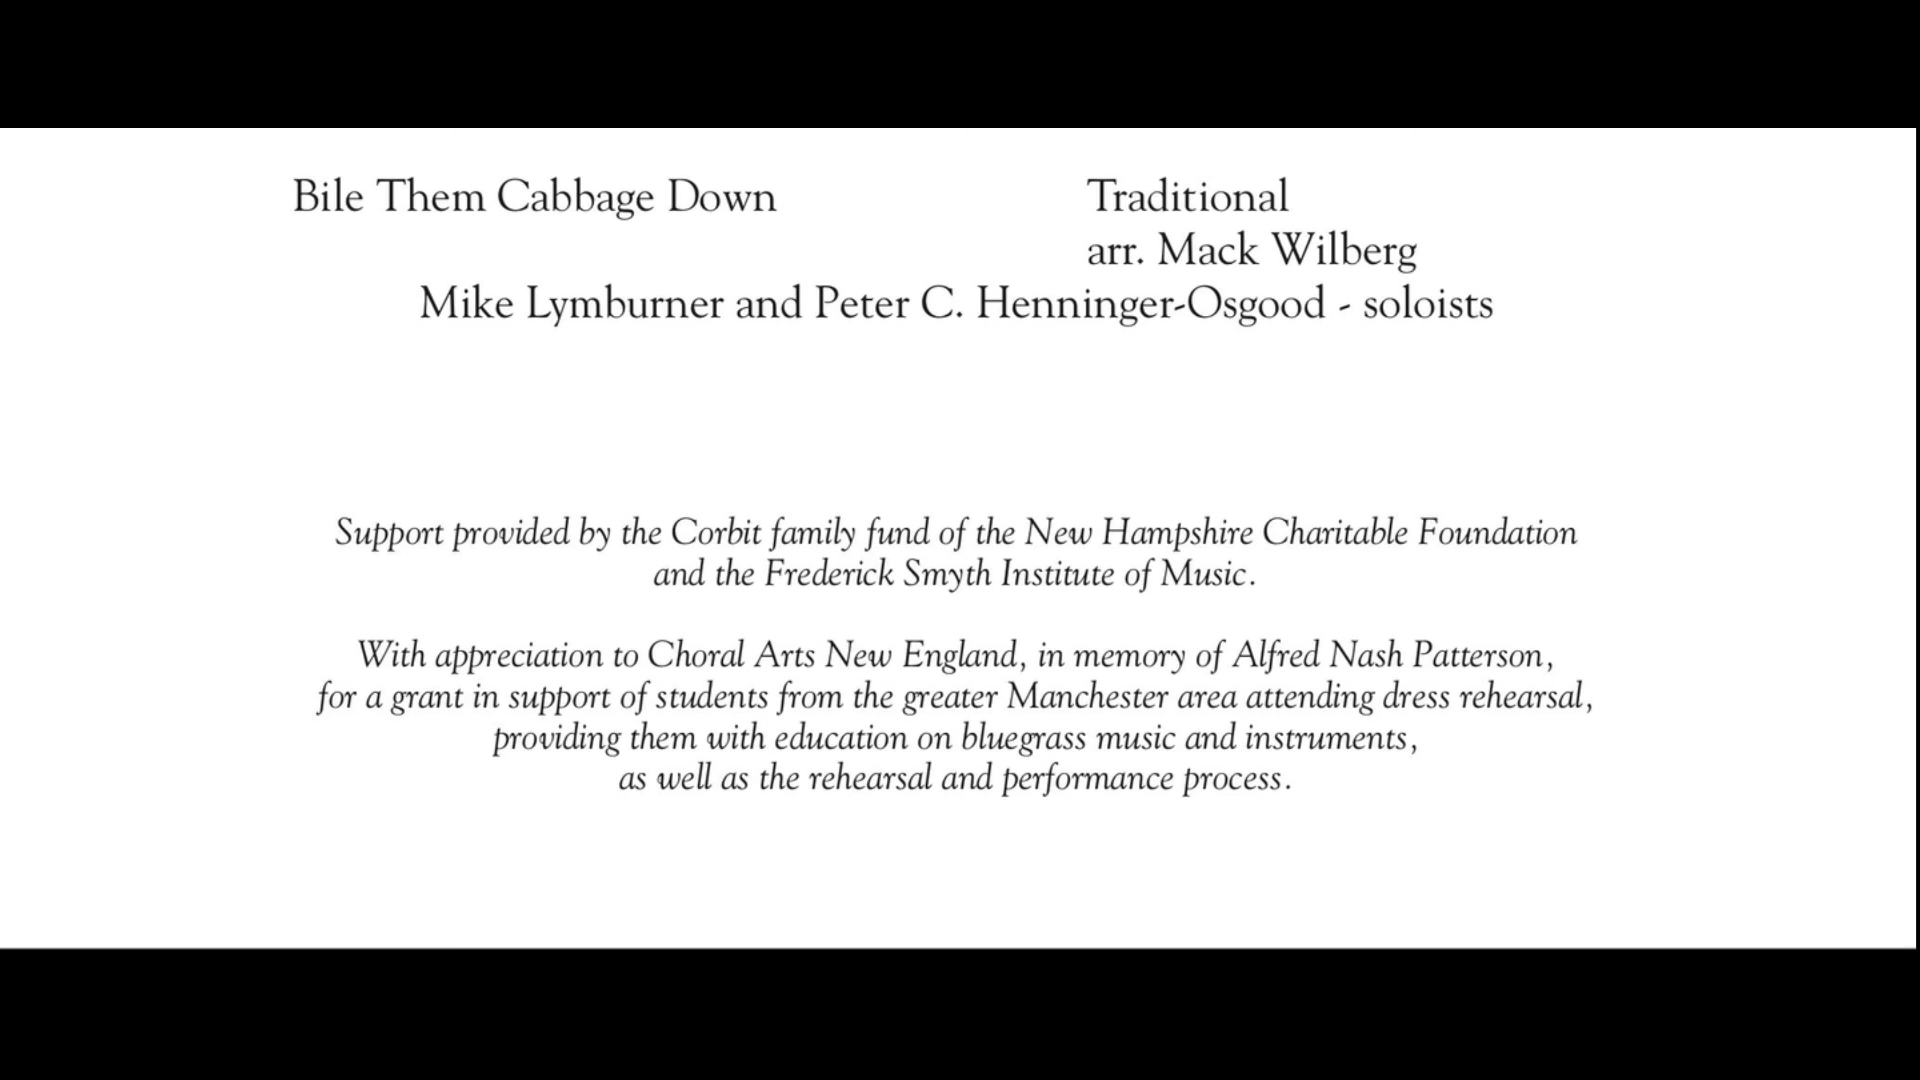 Bile Them Cabbage Down
Traditional
arr. Mack Wilberg
Mike Lymburner and Peter C. Henninger-Osgood - soloists
Support provided by the Corbit family fund of the New Hampshire Charitable Foundation
and the Frederick Smyth Institute of Music.
With appreciation to Choral Arts New England, in memory of Alfred Nash Patterson,
for a grant in support of students from the greater Manchester area attending dress rehearsal,
providing them with education on bluegrass music and instruments,
as well as the rehearsal and performance process.